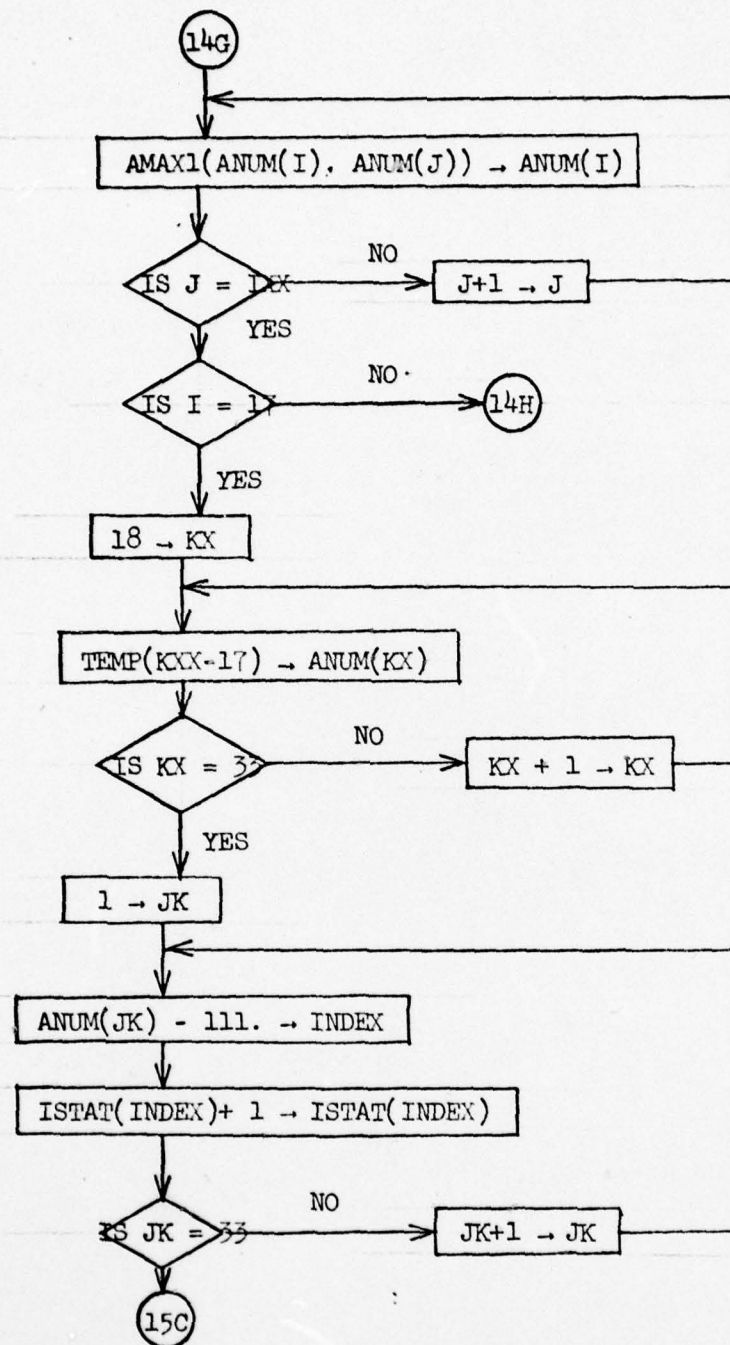 14G
AMAX1(ANUM(I), ANUM(J)) → ANUM(I)
IS J = IXX
NO
J+1 → J
YES
IS I = 17
NO
14H
YES
18 → KX
TEMP(KXX-17) → ANUM(KX)
IS KX = 33
NO
KX + 1 → KX
YES
1 → JK
ANUM(JK) - 111. → INDEX
ISTAT(INDEX)+ 1 → ISTAT(INDEX)
IS JK = 33
NO
JK+1 → JK
15C